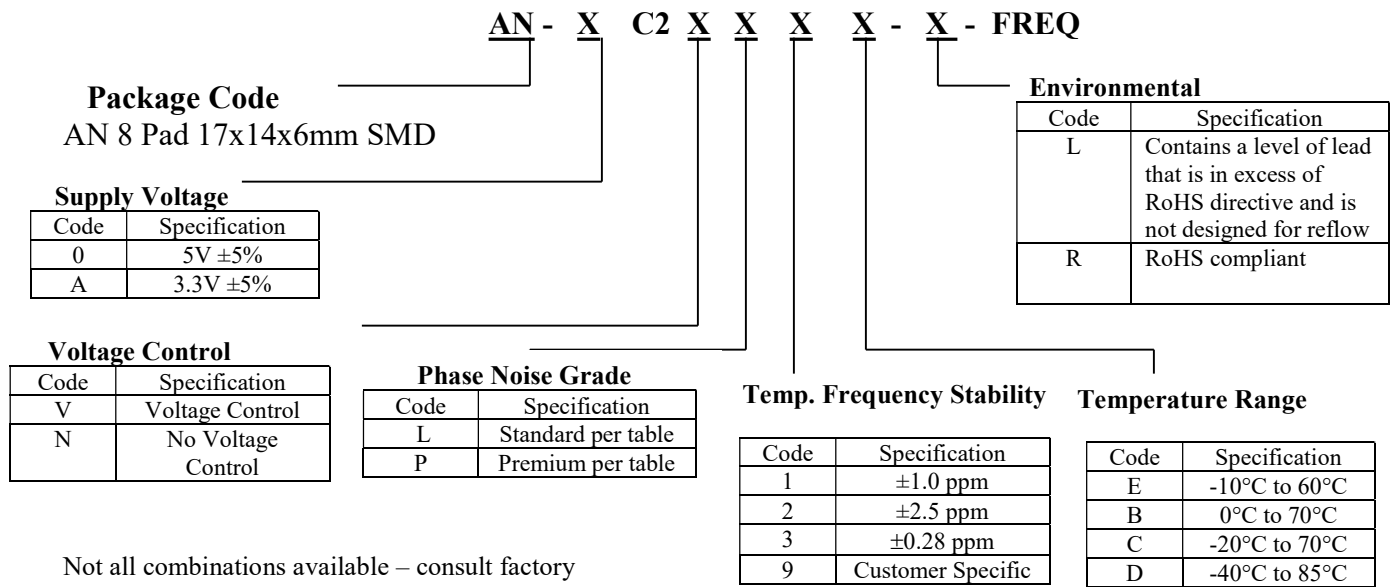 AN - X C2 X X X X - X - FREQ
Package Code
AN 8 Pad 17x14x6mm SMD
Supply Voltage
Code Specification
0 5V ±5%
A 3.3V ±5%
Environmental
Code Specification
L Contains a level of lead
that is in excess of
RoHS directive and is
not designed for reflow
R RoHS compliant
Voltage Control
Code Specification
V Voltage Control
N No Voltage
Control
Phase Noise Grade
Code Specification
L Standard per table
P Premium per table
Temp. Frequency Stability
Code Specification
1 ±1.0 ppm
2 ±2.5 ppm
3 ±0.28 ppm
9 Customer Specific
Temperature Range
Code Specification
E -10°C to 60°C
B 0°C to 70°C
C -20°C to 70°C
D -40°C to 85°C
Not all combinations available – consult factory